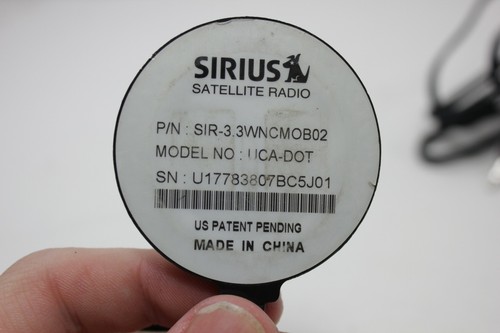 SIRIUS
SATELLITE RADIO
P/N : SIR-3.3WNCMOB02
MODEL NO : UCA-DOT
SN : U17783807BC5J01
US PATENT PENDING
MADE IN CHINA